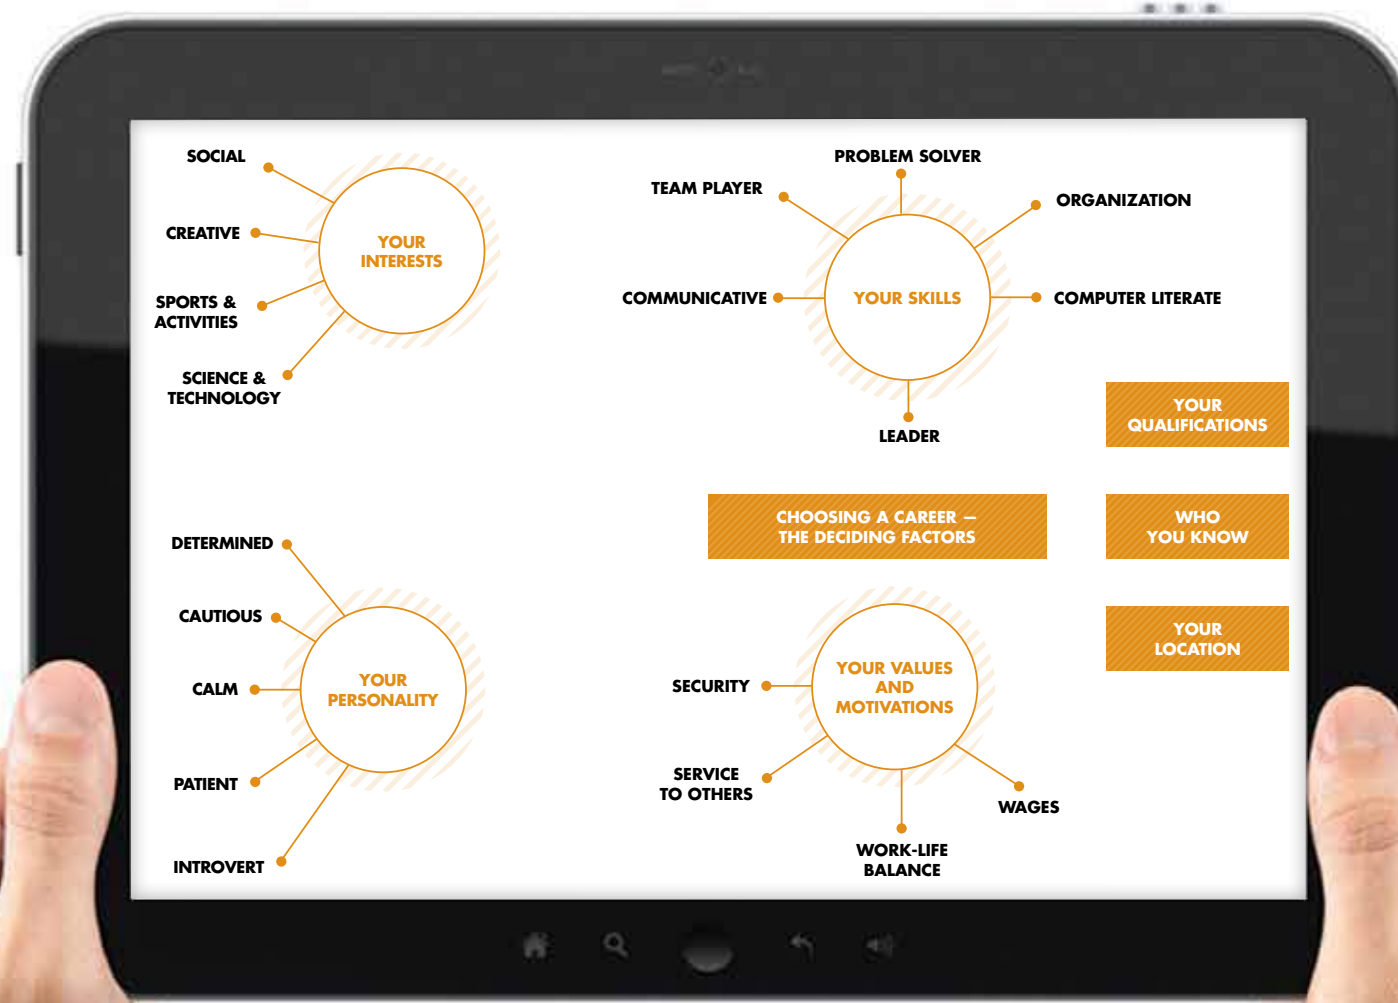 SOCIAL
CREATIVE
SPORTS &
ACTIVITIES
SCIENCE &
TECHNOLOGY
YOUR
INTERESTS
PROBLEM SOLVER
TEAM PLAYER
ORGANIZATION
COMMUNICATIVE
YOUR SKILLS
COMPUTER LITERATE
LEADER
YOUR
QUALIFICATIONS
CHOOSING A CAREER –
THE DECIDING FACTORS
WHO
YOU KNOW
YOUR
LOCATION
DETERMINED
CAUTIOUS
CALM
PATIENT
INTROVERT
YOUR
PERSONALITY
YOUR VALUES
AND
MOTIVATIONS
SECURITY
SERVICE
TO OTHERS
WORK-LIFE
BALANCE
WAGES